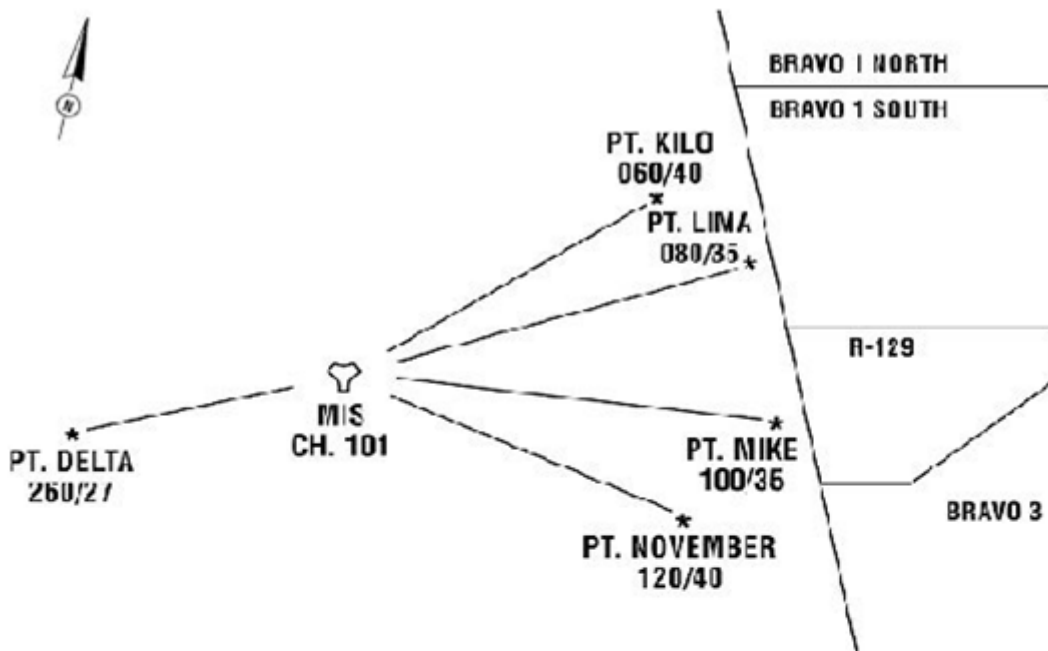 N
BRAVO 1 NORTH
BRAVO 1 SOUTH
PT. KILO
060/40
PT. LIMA
080/35
R-129
MIS
CH. 101
PT. DELTA
260/27
PT. MIKE
100/35
BRAVO 3
PT. NOVEMBER
120/40